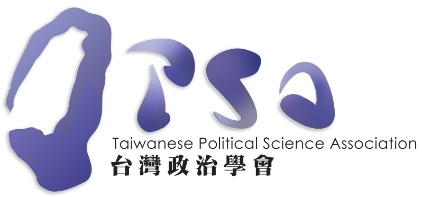 TPSA
Taiwanese Political Science Association
台灣政治學會